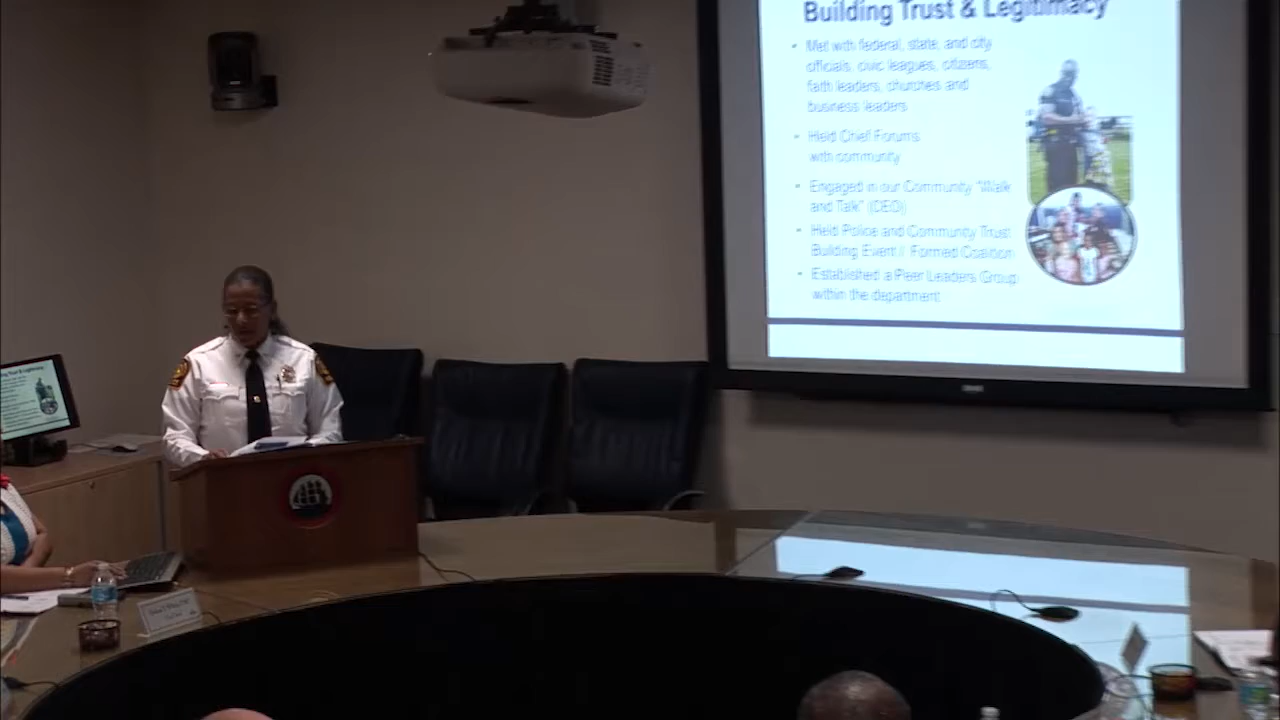 Building Trust & Legitimacy
• Met with federal, state, and city
officials, civic leagues, citizens,
faith leaders, churches and
business leaders
• Held Chief Forums
with community
• Engaged in our Community "Walk
and Talk" (CEO)
• Held Police and Community Trust
Building Event / Formed Coalition
• Established a Peer Leaders Group
within the department